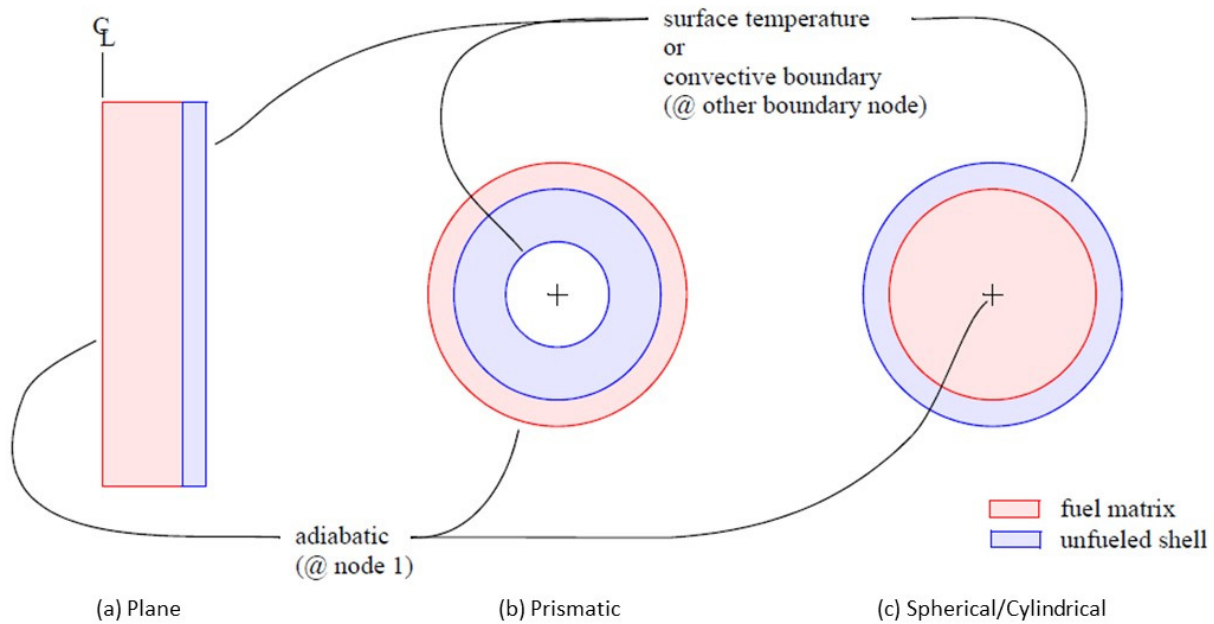 ℄
surface temperature
or
convective boundary
(@ other boundary node)
adiabatic
(@ node 1)
fuel matrix
unfueled shell
(a) Plane
(b) Prismatic
(c) Spherical/Cylindrical